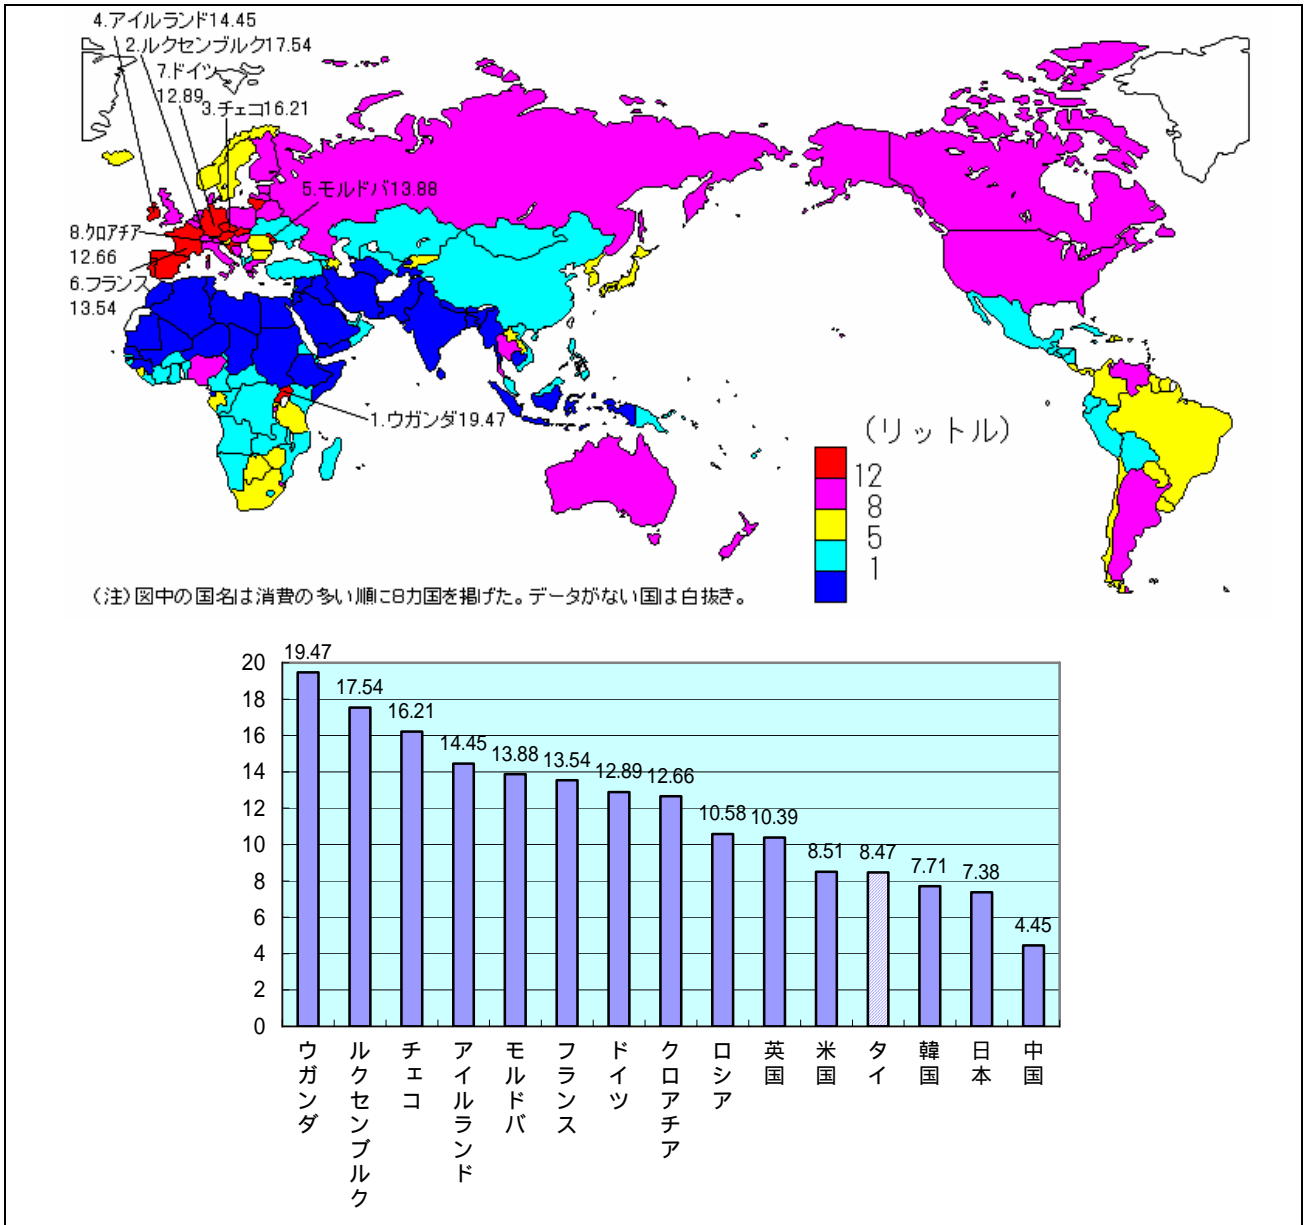 4.アイルランド14.45
2.ルクセンブルク17.54
7.ドイツ
12.89
3.チェコ16.21
5.モルドバ13.88
8.クロアチア
12.66
6.フランス
13.54
1.ウガンダ19.47
(リットル)
12
8
5
1
(注)図中の国名は消費の多い順に8カ国を掲げた。データがない国は白抜き。
20
18
16
14
12
10
8
6
4
2
0
19.47
17.54
16.21
14.45
13.88
13.54
12.89
12.66
10.58
10.39
8.51
8.47
7.71
7.38
4.45
ウガンダ
ルクセンブルク
チェコ
アイルランド
モルドバ
フランス
ドイツ
クロアチア
ロシア
英国
米国
タイ
韓国
日本
中国